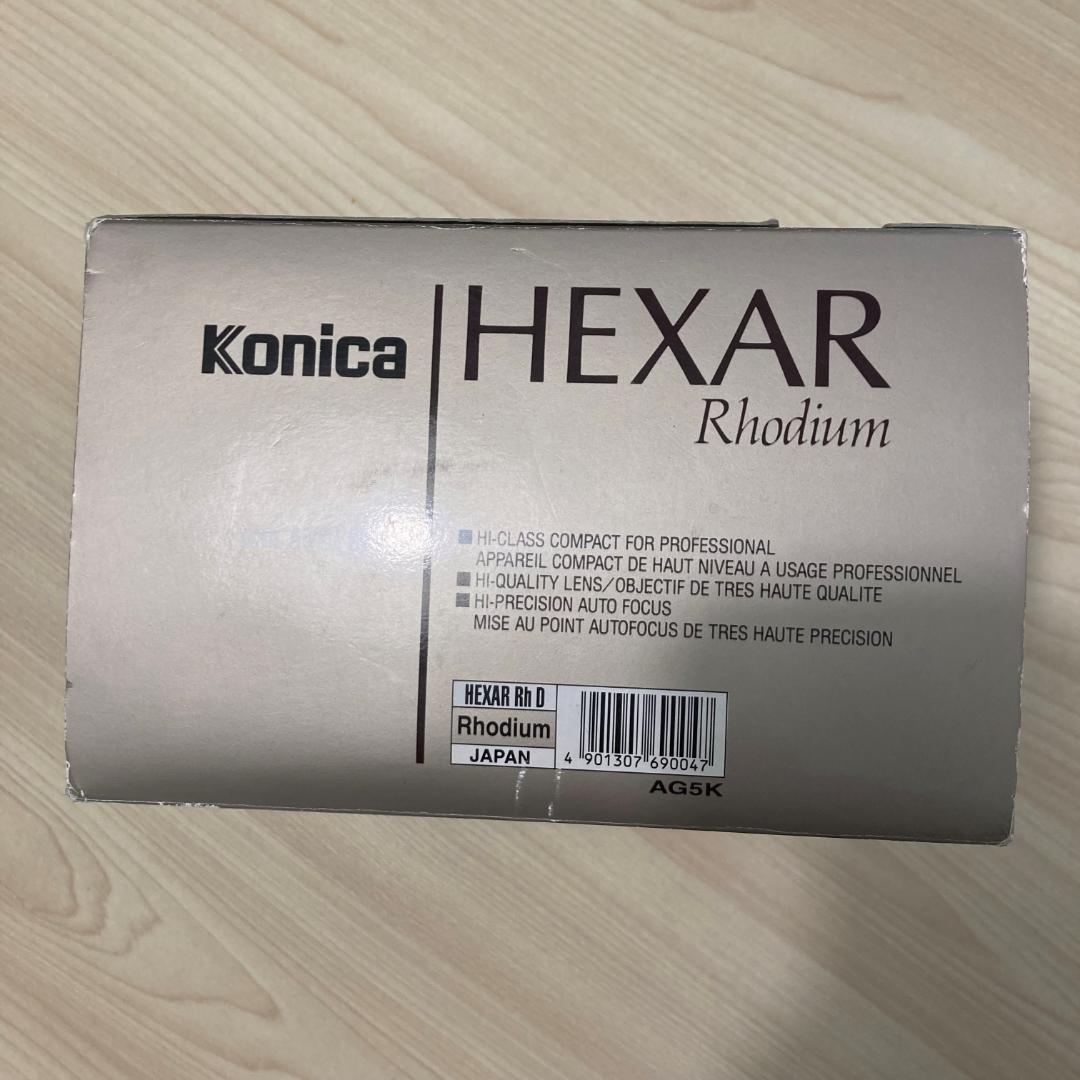 Konica
HEXAR
Rhodium
HI-CLASS COMPACT FOR PROFESSIONAL
APPAREIL COMPACT DE HAUT NIVEAU A USAGE PROFESSIONNEL
HI-QUALITY LENS/OBJECTIF DE TRES HAUTE QUALITE
HI-PRECISION AUTO FOCUS
MISE AU POINT AUTOFOCUS DE TRES HAUTE PRECISION
HEXAR Rh D
Rhodium
JAPAN
4 901307 690047
AG5K